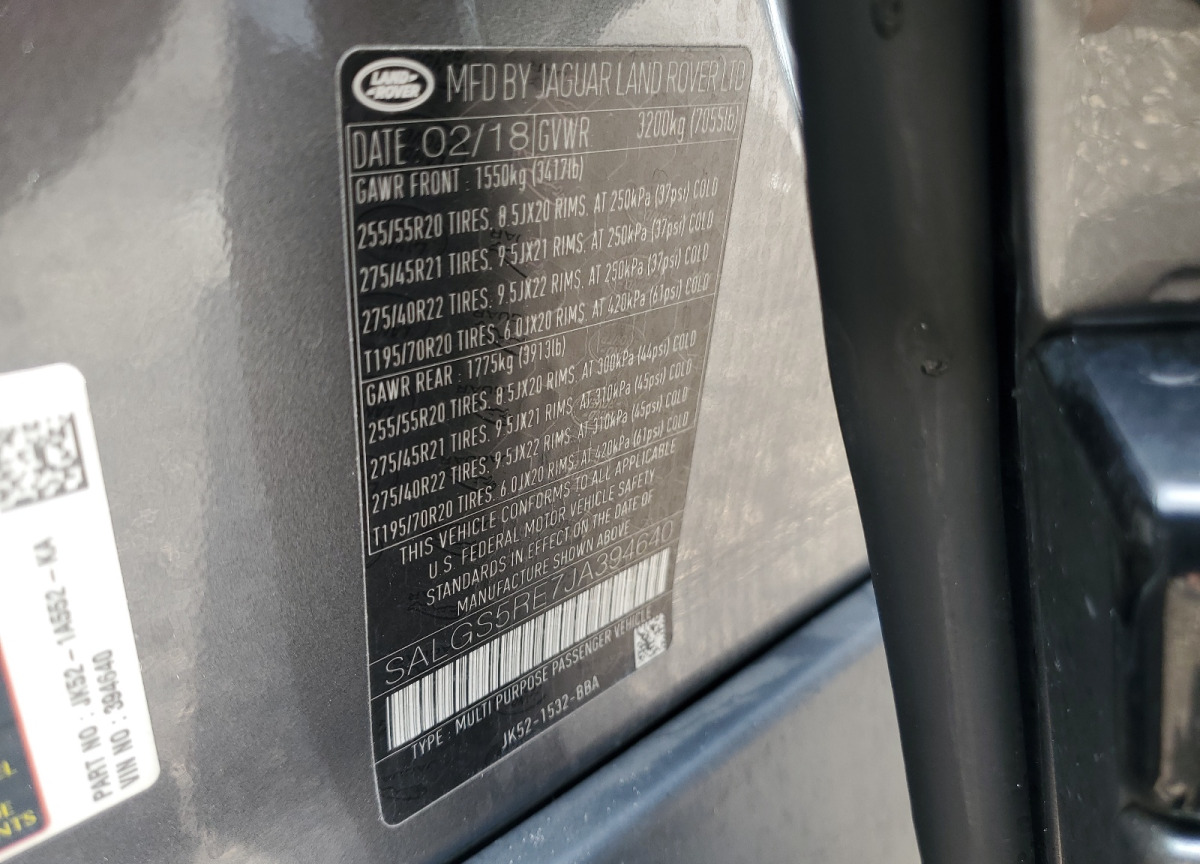 LAND-
-ROVER
MFD BY JAGUAR LAND ROVER LTD
DATE 02/18 GVWR 3200kg (7055lb)
GAWR FRONT : 1550kg (3417lb)
255/55R20 TIRES, 8.5JX20 RIMS, AT 250kPa (37psi) COLD
275/45R21 TIRES, 9.5JX21 RIMS, AT 250kPa (37psi) COLD
275/40R22 TIRES, 9.5JX22 RIMS, AT 250kPa (37psi) COLD
T195/70R20 TIRES, 6.0JX20 RIMS, AT 420kPa (61psi) COLD
GAWR REAR : 1775kg (3913lb)
255/55R20 TIRES, 8.5JX20 RIMS, AT 300kPa (44psi) COLD
275/45R21 TIRES, 9.5JX21 RIMS, AT 310kPa (45psi) COLD
275/40R22 TIRES, 9.5JX22 RIMS, AT 310kPa (45psi) COLD
T195/70R20 TIRES, 6.0JX20 RIMS, AT 420kPa (61psi) COLD
THIS VEHICLE CONFORMS TO ALL APPLICABLE
U.S. FEDERAL MOTOR VEHICLE SAFETY
STANDARDS IN EFFECT ON THE DATE OF
MANUFACTURE SHOWN ABOVE
SALGS5RE7JA394640
TYPE : MULTI PURPOSE PASSENGER VEHICLE
JK52-1532-BBA
PART NO : JK52-1A552-KA
VIN NO : 394640